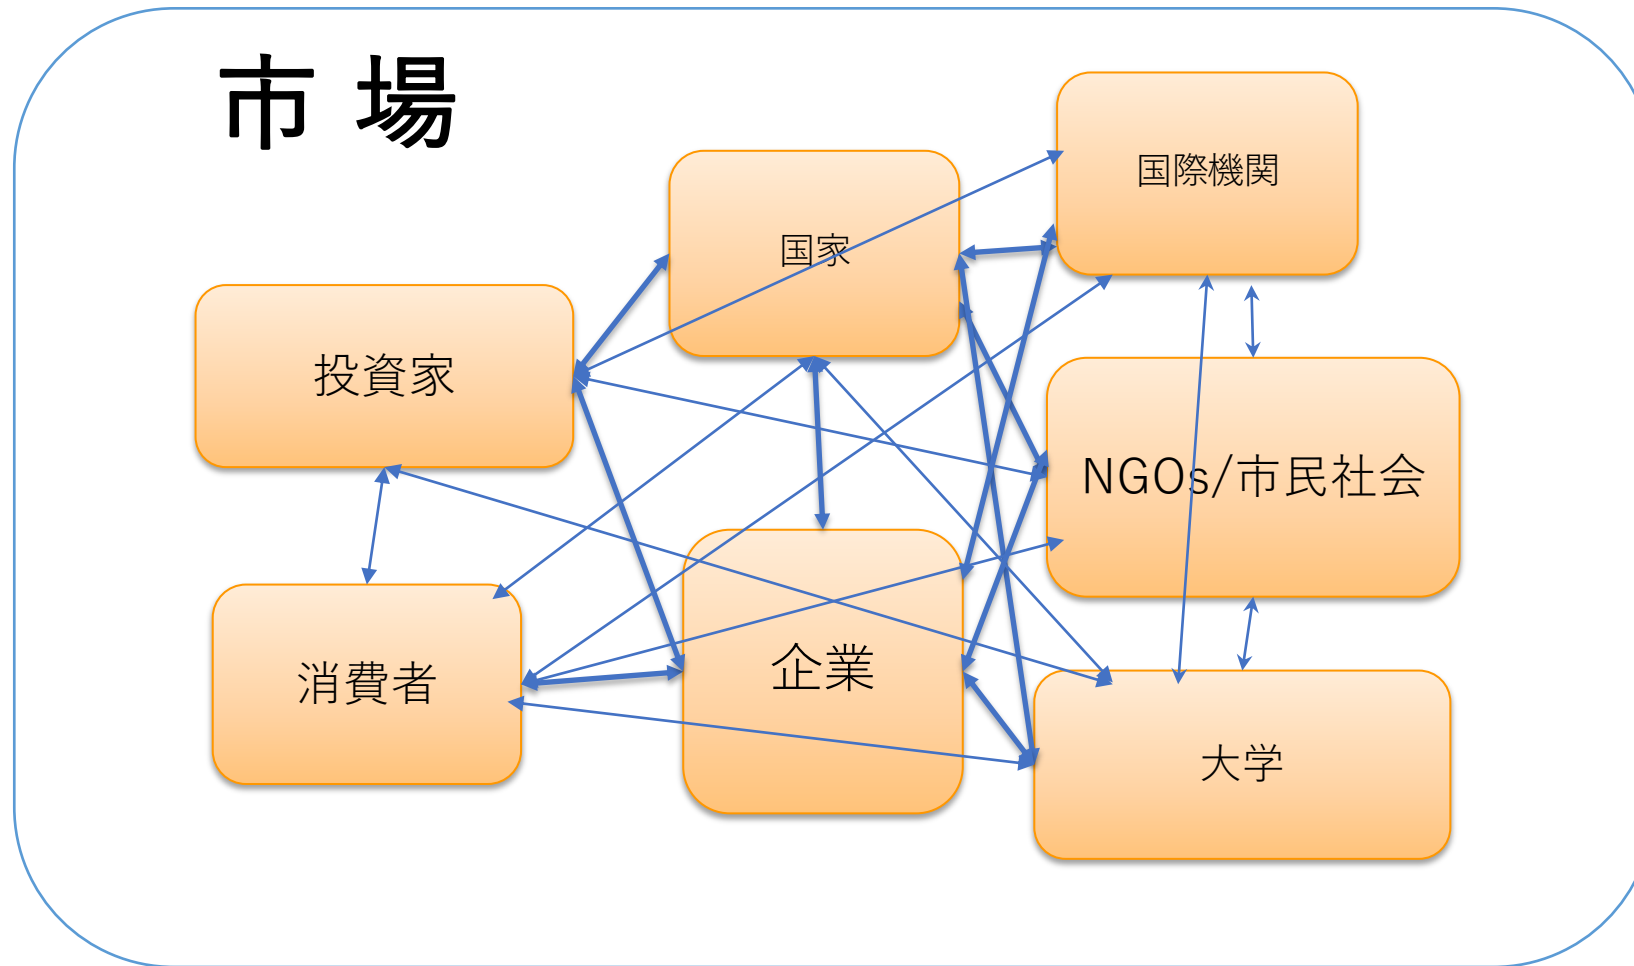 市 場
国際機関
国家
投資家
NGOs/市民社会
消費者
企業
大学